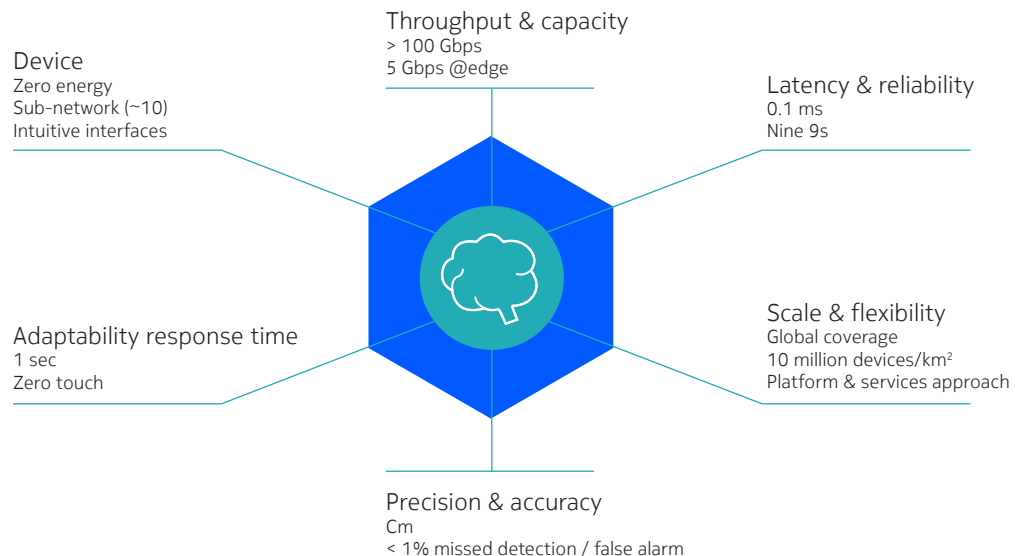 Throughput & capacity
> 100 Gbps
5 Gbps @edge
Device
Zero energy
Sub-network (~10)
Intuitive interfaces
Latency & reliability
0.1 ms
Nine 9s
Adaptability response time
1 sec
Zero touch
Scale & flexibility
Global coverage
10 million devices/km²
Platform & services approach
Precision & accuracy
Cm
< 1% missed detection / false alarm